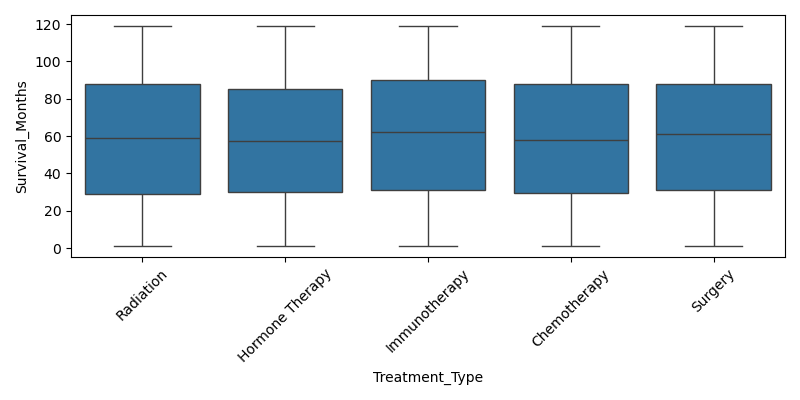 120
100
80
60
40
20
0
Survival_Months
Radiation
Hormone Therapy
Immunotherapy
Chemotherapy
Surgery
Treatment_Type